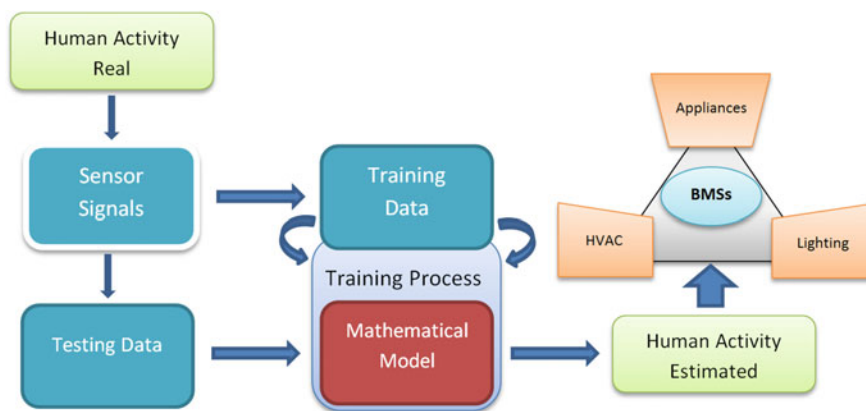 Human Activity
Real
Sensor
Signals
Testing Data
Training
Data
Training Process
Mathematical
Model
Human Activity
Estimated
Appliances
BMSs
HVAC
Lighting